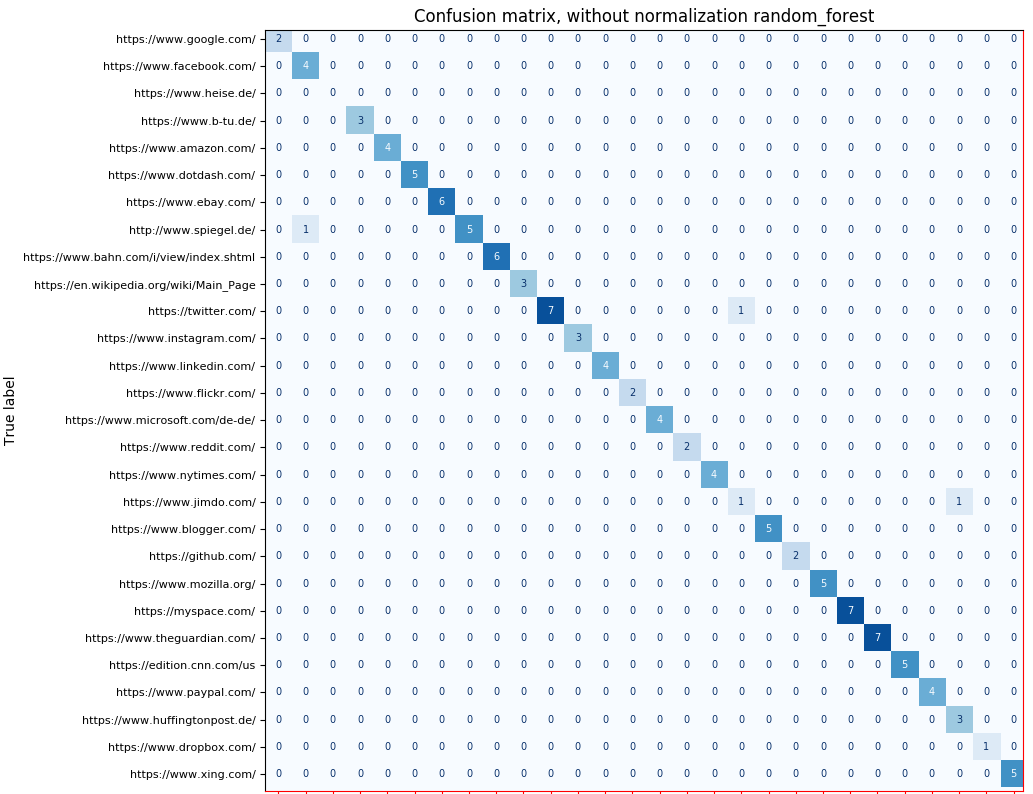 Confusion matrix, without normalization random_forest
True label
https://www.google.com/ 2 0 0 0 0 0 0 0 0 0 0 0 0 0 0 0 0 0 0 0 0 0 0 0 0 0 0 0
https://www.facebook.com/ 0 4 0 0 0 0 0 0 0 0 0 0 0 0 0 0 0 0 0 0 0 0 0 0 0 0 0 0
https://www.heise.de/ 0 0 0 0 0 0 0 0 0 0 0 0 0 0 0 0 0 0 0 0 0 0 0 0 0 0 0 0
https://www.b-tu.de/ 0 0 0 3 0 0 0 0 0 0 0 0 0 0 0 0 0 0 0 0 0 0 0 0 0 0 0 0
https://www.amazon.com/ 0 0 0 0 4 0 0 0 0 0 0 0 0 0 0 0 0 0 0 0 0 0 0 0 0 0 0 0
https://www.dotdash.com/ 0 0 0 0 0 5 0 0 0 0 0 0 0 0 0 0 0 0 0 0 0 0 0 0 0 0 0 0
https://www.ebay.com/ 0 0 0 0 0 0 6 0 0 0 0 0 0 0 0 0 0 0 0 0 0 0 0 0 0 0 0 0
http://www.spiegel.de/ 0 1 0 0 0 0 0 5 0 0 0 0 0 0 0 0 0 0 0 0 0 0 0 0 0 0 0 0
https://www.bahn.com/i/view/index.shtml 0 0 0 0 0 0 0 0 6 0 0 0 0 0 0 0 0 0 0 0 0 0 0 0 0 0 0 0
https://en.wikipedia.org/wiki/Main_Page 0 0 0 0 0 0 0 0 0 3 0 0 0 0 0 0 0 0 0 0 0 0 0 0 0 0 0 0
https://twitter.com/ 0 0 0 0 0 0 0 0 0 0 7 0 0 0 0 0 0 1 0 0 0 0 0 0 0 0 0 0
https://www.instagram.com/ 0 0 0 0 0 0 0 0 0 0 0 3 0 0 0 0 0 0 0 0 0 0 0 0 0 0 0 0
https://www.linkedin.com/ 0 0 0 0 0 0 0 0 0 0 0 0 4 0 0 0 0 0 0 0 0 0 0 0 0 0 0 0
https://www.flickr.com/ 0 0 0 0 0 0 0 0 0 0 0 0 0 2 0 0 0 0 0 0 0 0 0 0 0 0 0 0
https://www.microsoft.com/de-de/ 0 0 0 0 0 0 0 0 0 0 0 0 0 0 4 0 0 0 0 0 0 0 0 0 0 0 0 0
https://www.reddit.com/ 0 0 0 0 0 0 0 0 0 0 0 0 0 0 0 2 0 0 0 0 0 0 0 0 0 0 0 0
https://www.nytimes.com/ 0 0 0 0 0 0 0 0 0 0 0 0 0 0 0 0 4 0 0 0 0 0 0 0 0 0 0 0
https://www.jimdo.com/ 0 0 0 0 0 0 0 0 0 0 0 0 0 0 0 0 0 1 0 0 0 0 0 0 0 1 0 0
https://www.blogger.com/ 0 0 0 0 0 0 0 0 0 0 0 0 0 0 0 0 0 0 5 0 0 0 0 0 0 0 0 0
https://github.com/ 0 0 0 0 0 0 0 0 0 0 0 0 0 0 0 0 0 0 0 2 0 0 0 0 0 0 0 0
https://www.mozilla.org/ 0 0 0 0 0 0 0 0 0 0 0 0 0 0 0 0 0 0 0 0 5 0 0 0 0 0 0 0
https://myspace.com/ 0 0 0 0 0 0 0 0 0 0 0 0 0 0 0 0 0 0 0 0 0 7 0 0 0 0 0 0
https://www.theguardian.com/ 0 0 0 0 0 0 0 0 0 0 0 0 0 0 0 0 0 0 0 0 0 0 7 0 0 0 0 0
https://edition.cnn.com/us 0 0 0 0 0 0 0 0 0 0 0 0 0 0 0 0 0 0 0 0 0 0 0 5 0 0 0 0
https://www.paypal.com/ 0 0 0 0 0 0 0 0 0 0 0 0 0 0 0 0 0 0 0 0 0 0 0 0 4 0 0 0
https://www.huffingtonpost.de/ 0 0 0 0 0 0 0 0 0 0 0 0 0 0 0 0 0 0 0 0 0 0 0 0 0 3 0 0
https://www.dropbox.com/ 0 0 0 0 0 0 0 0 0 0 0 0 0 0 0 0 0 0 0 0 0 0 0 0 0 0 1 0
https://www.xing.com/ 0 0 0 0 0 0 0 0 0 0 0 0 0 0 0 0 0 0 0 0 0 0 0 0 0 0 0 5